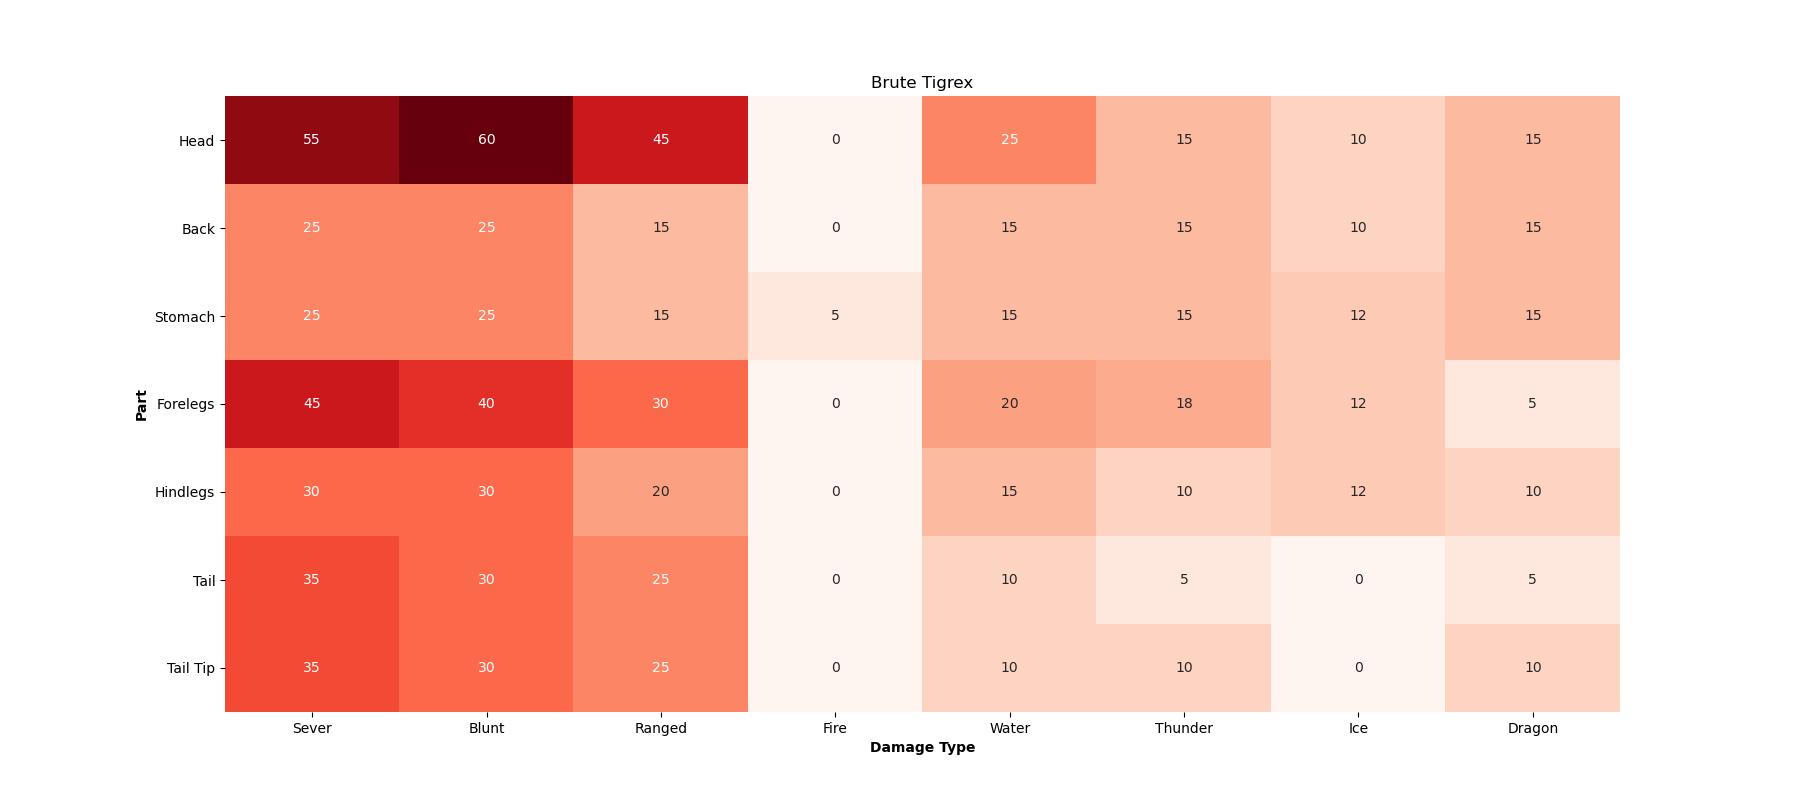 Brute Tigrex
Head 55 60 45 0 25 15 10 15
Back 25 25 15 0 15 15 10 15
Stomach 25 25 15 5 15 15 12 15
Part
Forelegs 45 40 30 0 20 18 12 5
Hindlegs 30 30 20 0 15 10 12 10
Tail 35 30 25 0 10 5 0 5
Tail Tip 35 30 25 0 10 10 0 10
Sever Blunt Ranged Fire Water Thunder Ice Dragon
Damage Type